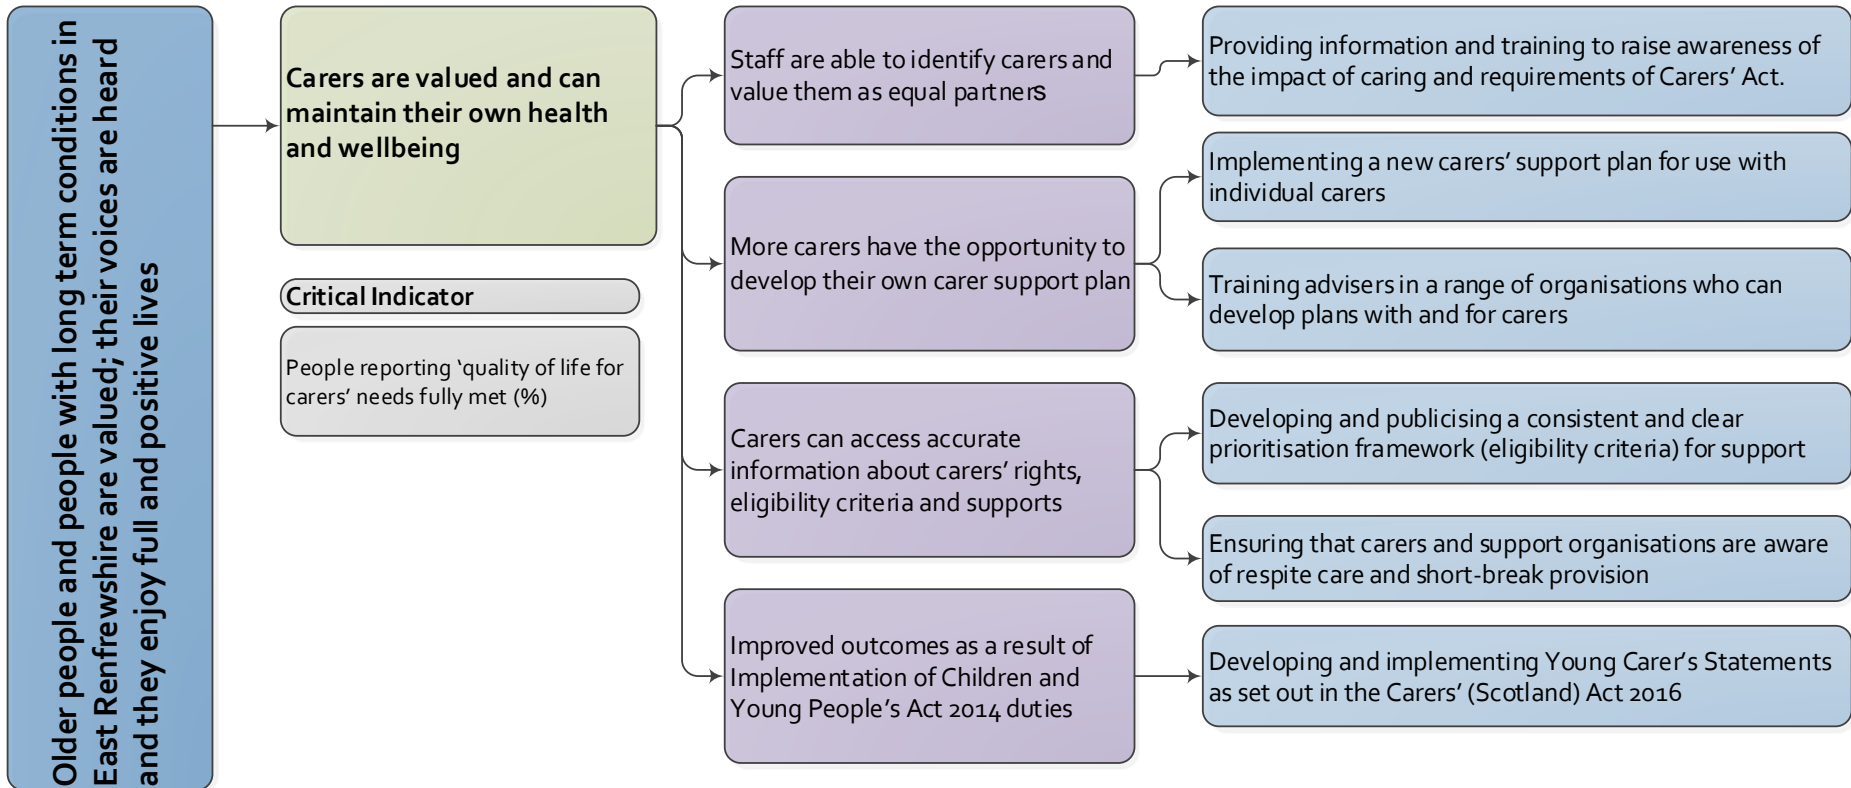 Older people and people with long term conditions in
East Renfrewshire are valued; their voices are heard
and they enjoy full and positive lives
Carers are valued and can
maintain their own health
and wellbeing
Critical Indicator
People reporting ‘quality of life for
carers’ needs fully met (%)
Staff are able to identify carers and
value them as equal partners
More carers have the opportunity to
develop their own carer support plan
Carers can access accurate
information about carers’ rights,
eligibility criteria and supports
Improved outcomes as a result of
Implementation of Children and
Young People’s Act 2014 duties
Providing information and training to raise awareness of
the impact of caring and requirements of Carers’ Act.
Implementing a new carers’ support plan for use with
individual carers
Training advisers in a range of organisations who can
develop plans with and for carers
Developing and publicising a consistent and clear
prioritisation framework (eligibility criteria) for support
Ensuring that carers and support organisations are aware
of respite care and short-break provision
Developing and implementing Young Carer’s Statements
as set out in the Carers’ (Scotland) Act 2016